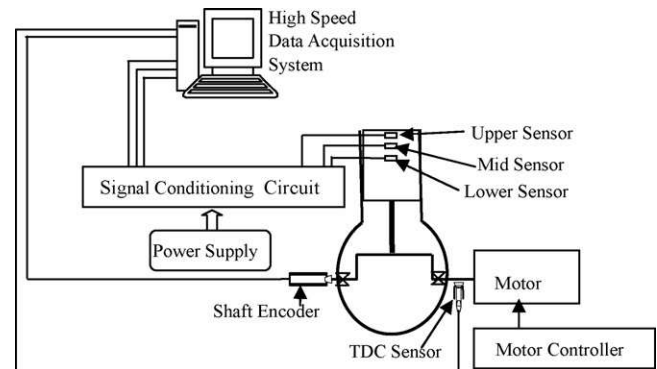 High Speed
Data Acquisition
System
Upper Sensor
Mid Sensor
Lower Sensor
Signal Conditioning Circuit
Power Supply
Shaft Encoder
TDC Sensor
Motor
Motor Controller